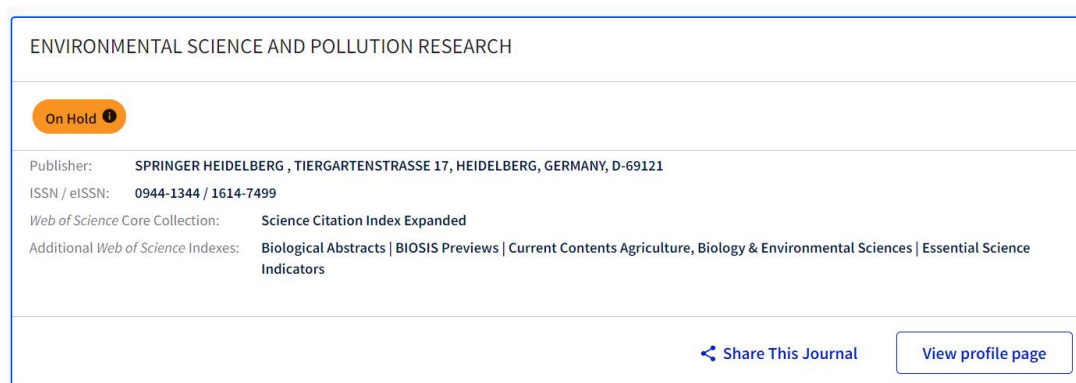 ENVIRONMENTAL SCIENCE AND POLLUTION RESEARCH
On Hold
Publisher: SPRINGER HEIDELBERG , TIERGARTENSTRASSE 17, HEIDELBERG, GERMANY, D-69121
ISSN / eISSN: 0944-1344 / 1614-7499
Web of Science Core Collection: Science Citation Index Expanded
Additional Web of Science Indexes: Biological Abstracts | BIOSIS Previews | Current Contents Agriculture, Biology & Environmental Sciences | Essential Science
Indicators
Share This Journal View profile page